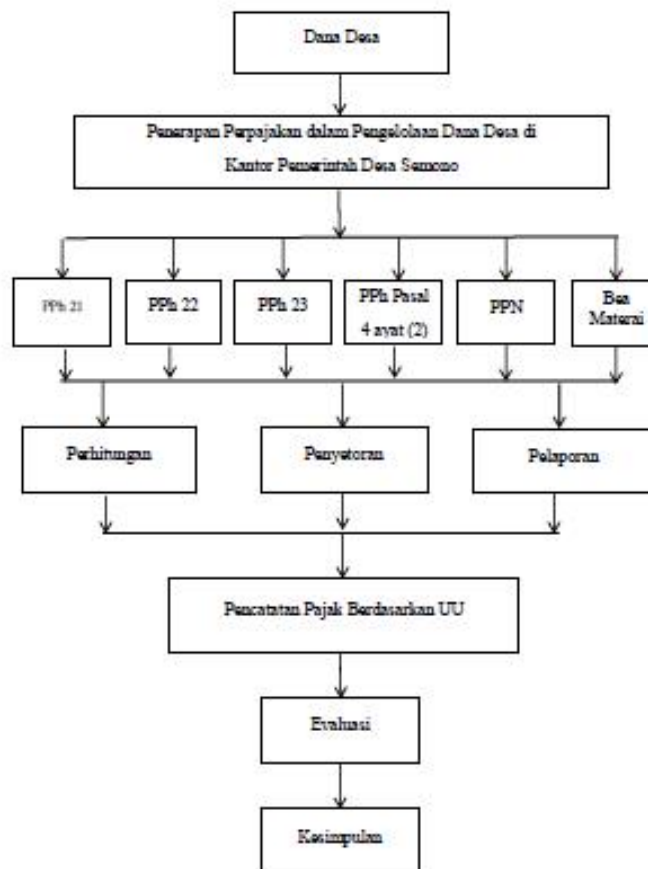 Dana Desa
Penerapan Perpajakan dalam Pengelolaan Dana Desa di
Kantor Pemerintah Desa Semono
PPh 21
PPh 22
PPh 23
PPh Pasal
4 ayat (2)
PPN
Bea
Materai
Perhitungan
Penyetoran
Pelaporan
Pencatatan Pajak Berdasarkan UU
Evaluasi
Kesimpulan